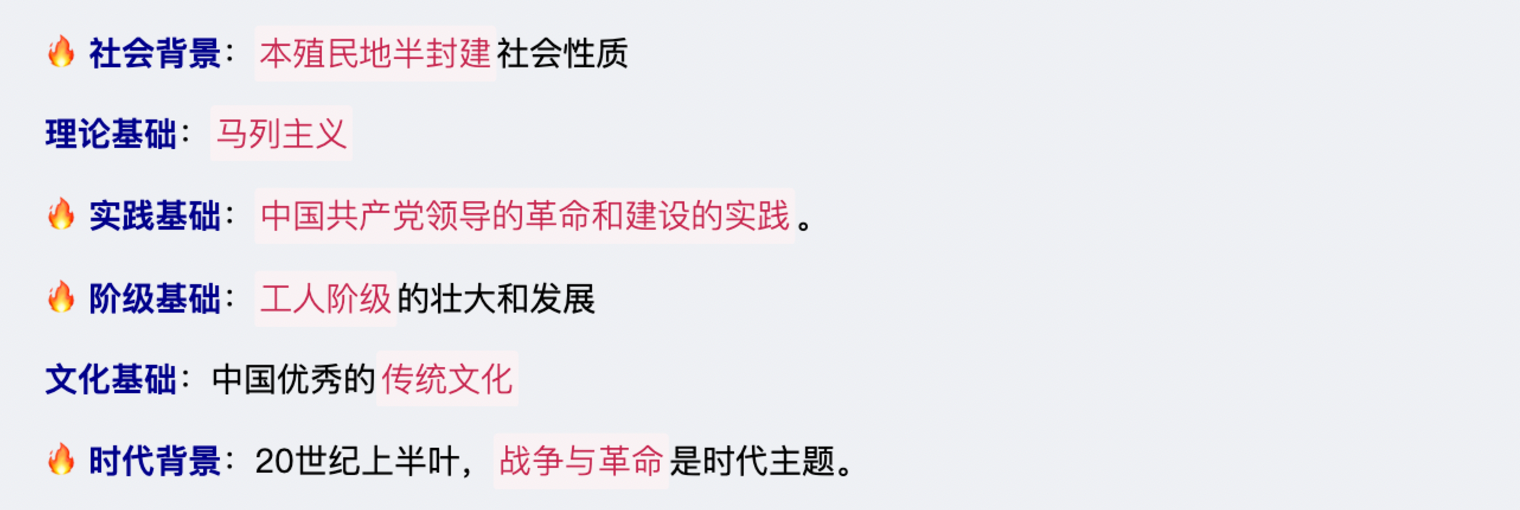 🔥 社会背景：本殖民地半封建社会性质
理论基础：马列主义
🔥 实践基础：中国共产党领导的革命和建设的实践。
🔥 阶级基础：工人阶级的壮大和发展
文化基础：中国优秀的传统文化
🔥 时代背景：20世纪上半叶，战争与革命是时代主题。